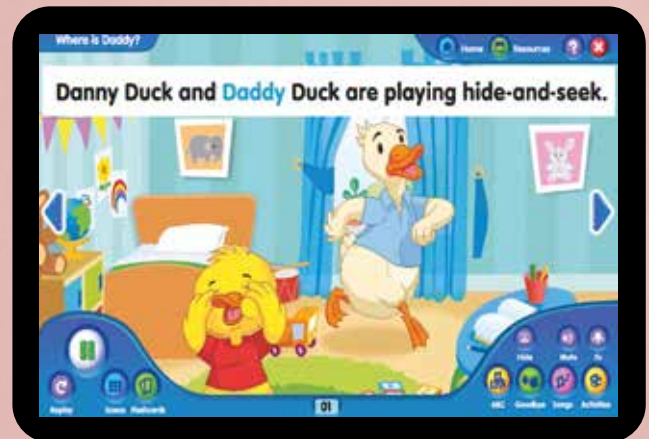 Where is Daddy?
Home
Resources
?
Danny Duck and Daddy Duck are playing hide-and-seek.
Hide
Mute
Replay
Scenes
Flashcards
01
ABC
Goodbye
Songs
Activities